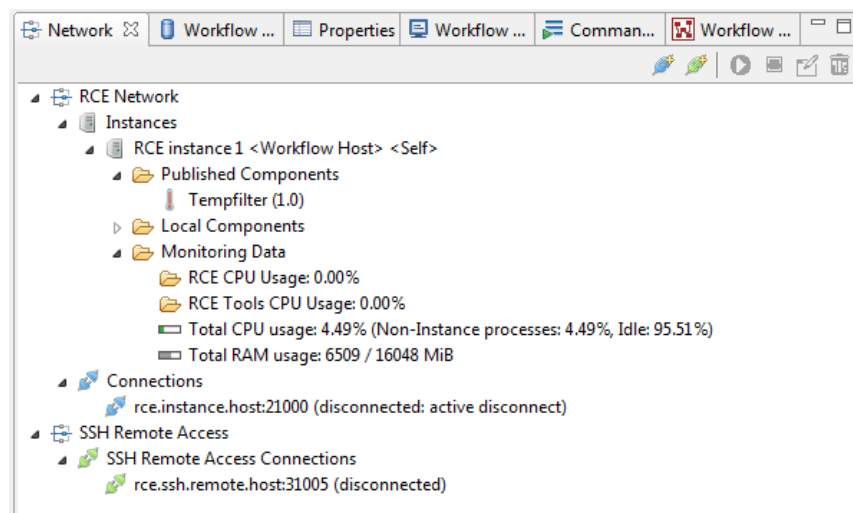 Network Workflow ... Properties Workflow ... Comman... Workflow ...
RCE Network
Instances
RCE instance 1 <Workflow Host> <Self>
Published Components
Tempfilter (1.0)
Local Components
Monitoring Data
RCE CPU Usage: 0.00%
RCE Tools CPU Usage: 0.00%
Total CPU usage: 4.49% (Non-Instance processes: 4.49%, Idle: 95.51%)
Total RAM usage: 6509 / 16048 MiB
Connections
rce.instance.host:21000 (disconnected: active disconnect)
SSH Remote Access
SSH Remote Access Connections
rce.ssh.remote.host:31005 (disconnected)